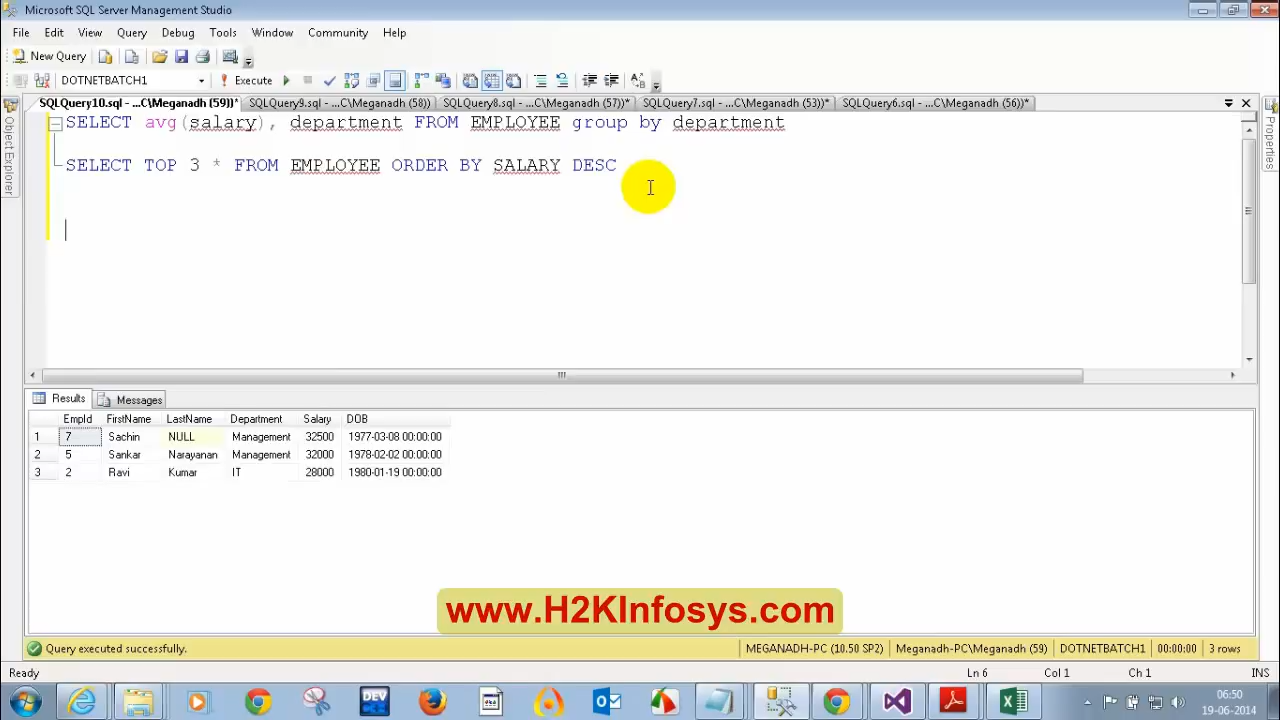 Microsoft SQL Server Management Studio
File Edit View Query Debug Tools Window Community Help
New Query
DOTNETBATCH1 Execute
SQLQuery10.sql - ...C\Meganadh (59))* SQLQuery9.sql - ...C\Meganadh (58)) SQLQuery8.sql - ...C\Meganadh (57))* SQLQuery7.sql - ...C\Meganadh (53))* SQLQuery6.sql - ...C\Meganadh (56))*
Object Explorer
Properties
SELECT avg(salary), department FROM EMPLOYEE group by department
SELECT TOP 3 * FROM EMPLOYEE ORDER BY SALARY DESC
Results Messages
EmpId FirstName LastName Department Salary DOB
1 7 Sachin NULL Management 32500 1977-03-08 00:00:00
2 5 Sankar Narayanan Management 32000 1978-02-02 00:00:00
3 2 Ravi Kumar IT 28000 1980-01-19 00:00:00
www.H2KInfosys.com
Query executed successfully. MEGANADH-PC (10.50 SP2) Meganadh-PC\Meganadh (59) DOTNETBATCH1 00:00:00 3 rows
Ready Ln 6 Col 1 Ch 1 INS
DEV
06:50
19-06-2014